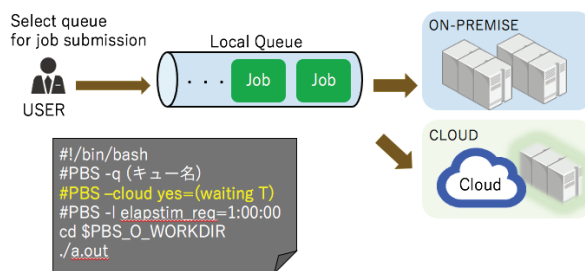 Select queue
for job submission
USER
Local Queue
. . .
Job
Job
ON-PREMISE
CLOUD
Cloud
#!/bin/bash
#PBS -q (キュー名)
#PBS –cloud yes=(waiting T)
#PBS -l elapstim_req=1:00:00
cd $PBS_O_WORKDIR
./a.out